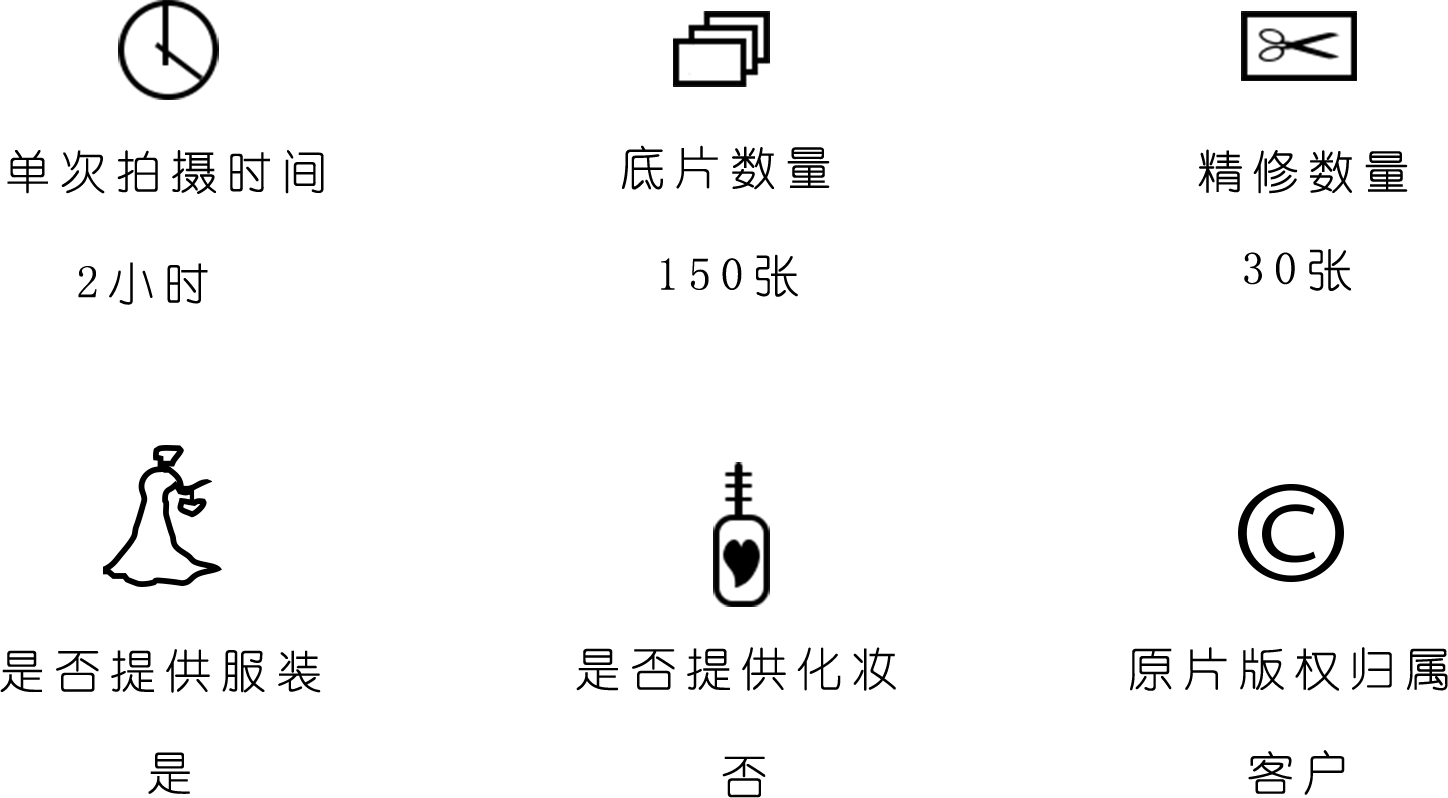 单次拍摄时间
底片数量
精修数量
2小时
150张
30张
是否提供服装
是否提供化妆
原片版权归属
是
否
客户